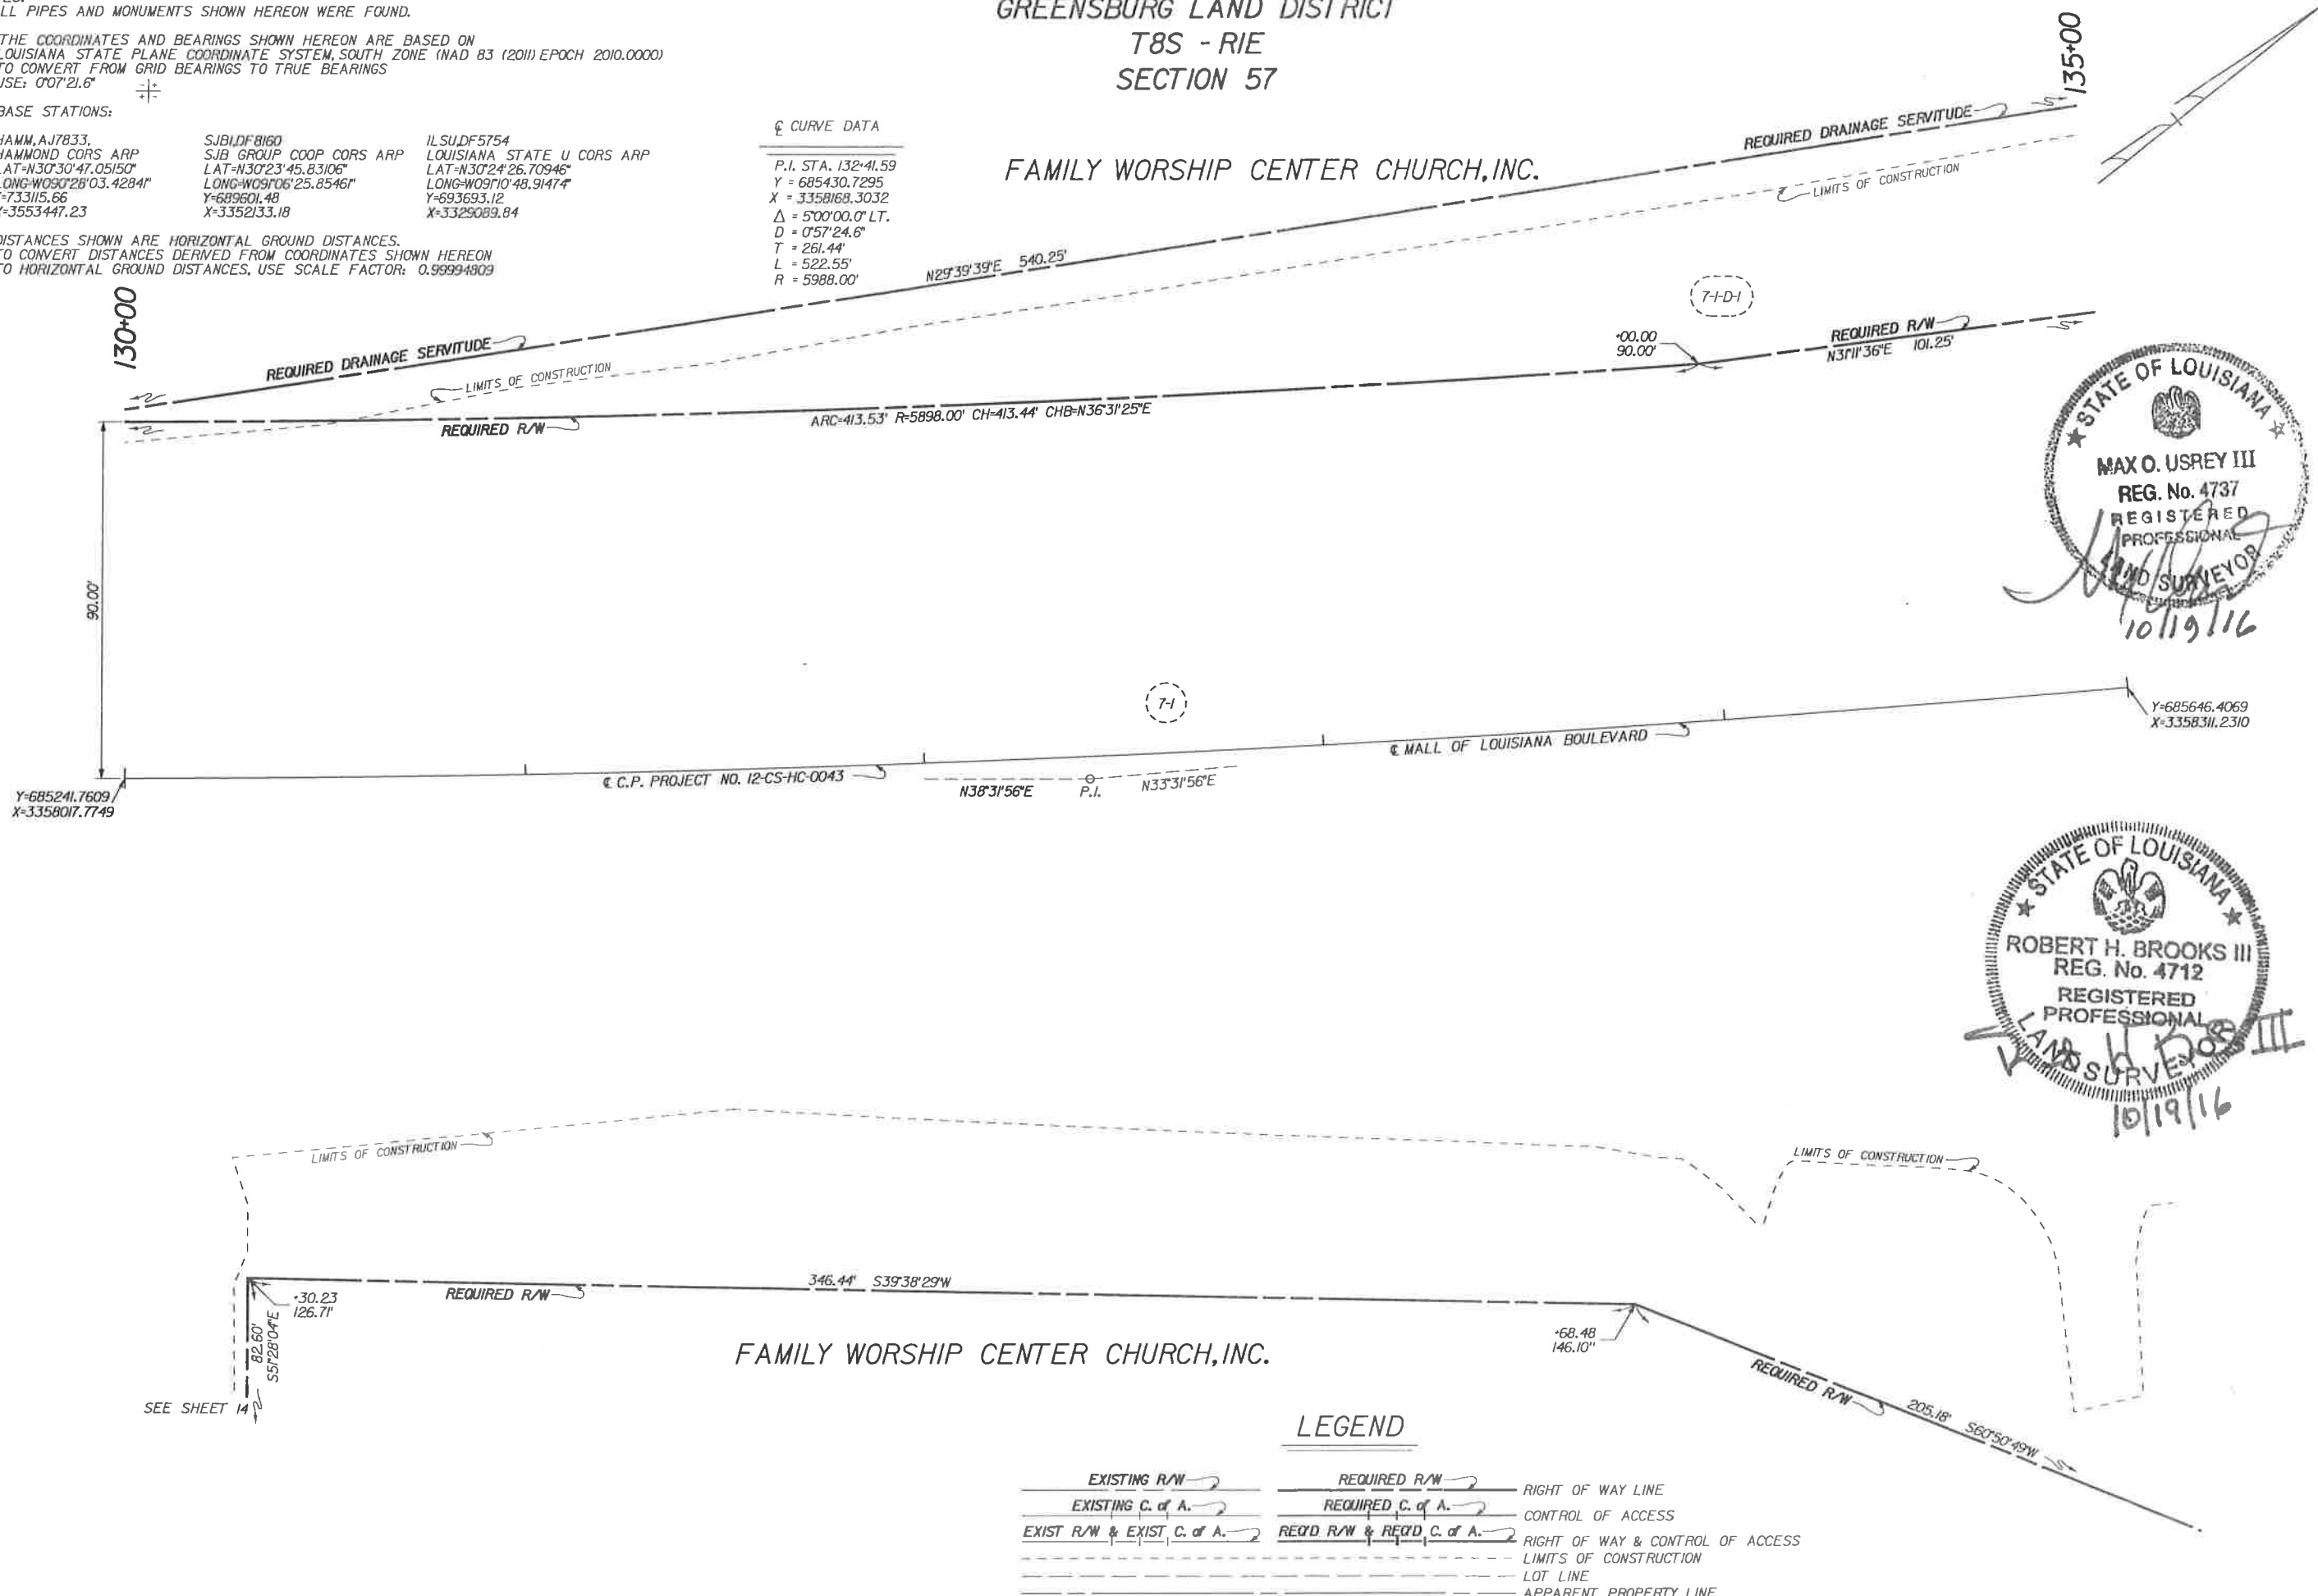 LL PIPES AND MONUMENTS SHOWN HEREON WERE FOUND.
THE COORDINATES AND BEARINGS SHOWN HEREON ARE BASED ON
LOUISIANA STATE PLANE COORDINATE SYSTEM, SOUTH ZONE (NAD 83 (2011) EPOCH 2010.0000)
TO CONVERT FROM GRID BEARINGS TO TRUE BEARINGS
USE: 0°07'21.6"
BASE STATIONS:
HAMM, AJ7833,
HAMMOND CORS ARP
LAT=N30°30'47.05150"
LONG=W090°28'03.42841"
Y=733115.66
X=3553447.23
SJB1, DF8160
SJB GROUP COOP CORS ARP
LAT=N30°23'45.83106"
LONG=W091°06'25.85461"
Y=689601.48
X=3352133.18
1LSU, DF5754
LOUISIANA STATE U CORS ARP
LAT=N30°24'26.70946"
LONG=W091°10'48.91474"
Y=693693.12
X=3329089.84
DISTANCES SHOWN ARE HORIZONTAL GROUND DISTANCES.
TO CONVERT DISTANCES DERIVED FROM COORDINATES SHOWN HEREON
TO HORIZONTAL GROUND DISTANCES, USE SCALE FACTOR: 0.99994809
GREENSBURG LAND DISTRICT
T8S - R1E
SECTION 57
℄ CURVE DATA
P.I. STA. 132+41.59
Y = 685430.7295
X = 3358168.3032
Δ = 5°00'00.0" LT.
D = 0°57'24.6"
T = 261.44'
L = 522.55'
R = 5988.00'
FAMILY WORSHIP CENTER CHURCH, INC.
130+00
135+00
REQUIRED DRAINAGE SERVITUDE
LIMITS OF CONSTRUCTION
N29°39'39"E 540.25'
REQUIRED DRAINAGE SERVITUDE
LIMITS OF CONSTRUCTION
7-1-D-1
+00.00
90.00'
REQUIRED R/W
N31°11'36"E 101.25'
REQUIRED R/W
ARC=413.53' R=5898.00' CH=413.44' CHB=N36°31'25"E
90.00'
STATE OF LOUISIANA
MAX O. USREY III
REG. No. 4737
REGISTERED
PROFESSIONAL
LAND SURVEYOR
10/19/16
7-1
Y=685646.4069
X=3358311.2310
℄ MALL OF LOUISIANA BOULEVARD
℄ C.P. PROJECT NO. 12-CS-HC-0043
N38°31'56"E
P.I.
N33°31'56"E
Y=685241.7609
X=3358017.7749
STATE OF LOUISIANA
ROBERT H. BROOKS III
REG. No. 4712
REGISTERED
PROFESSIONAL
LAND SURVEYOR
10/19/16
LIMITS OF CONSTRUCTION
LIMITS OF CONSTRUCTION
346.44' S39°38'29"W
REQUIRED R/W
+30.23
126.71'
82.60'
S51°28'04"E
SEE SHEET 14
FAMILY WORSHIP CENTER CHURCH, INC.
+68.48
146.10"
REQUIRED R/W
205.18' S60°50'49"W
LEGEND
EXISTING R/W REQUIRED R/W RIGHT OF WAY LINE
EXISTING C. of A. REQUIRED C. of A. CONTROL OF ACCESS
EXIST R/W & EXIST C. of A. REQ'D R/W & REQ'D C. of A. RIGHT OF WAY & CONTROL OF ACCESS
LIMITS OF CONSTRUCTION
LOT LINE
APPARENT PROPERTY LINE